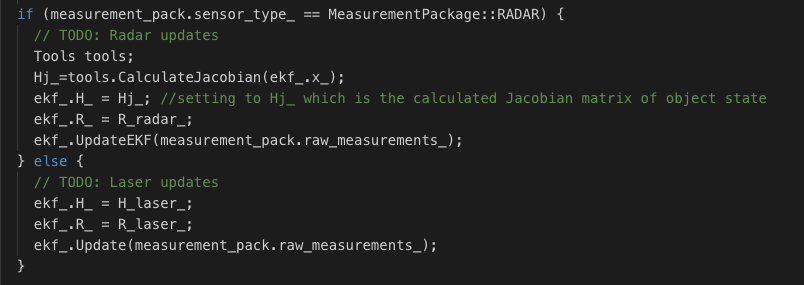 if (measurement_pack.sensor_type_ == MeasurementPackage::RADAR) {
// TODO: Radar updates
Tools tools;
Hj_=tools.CalculateJacobian(ekf_.x_);
ekf_.H_ = Hj_; //setting to Hj_ which is the calculated Jacobian matrix of object state
ekf_.R_ = R_radar_;
ekf_.UpdateEKF(measurement_pack.raw_measurements_);
} else {
// TODO: Laser updates
ekf_.H_ = H_laser_;
ekf_.R_ = R_laser_;
ekf_.Update(measurement_pack.raw_measurements_);
}